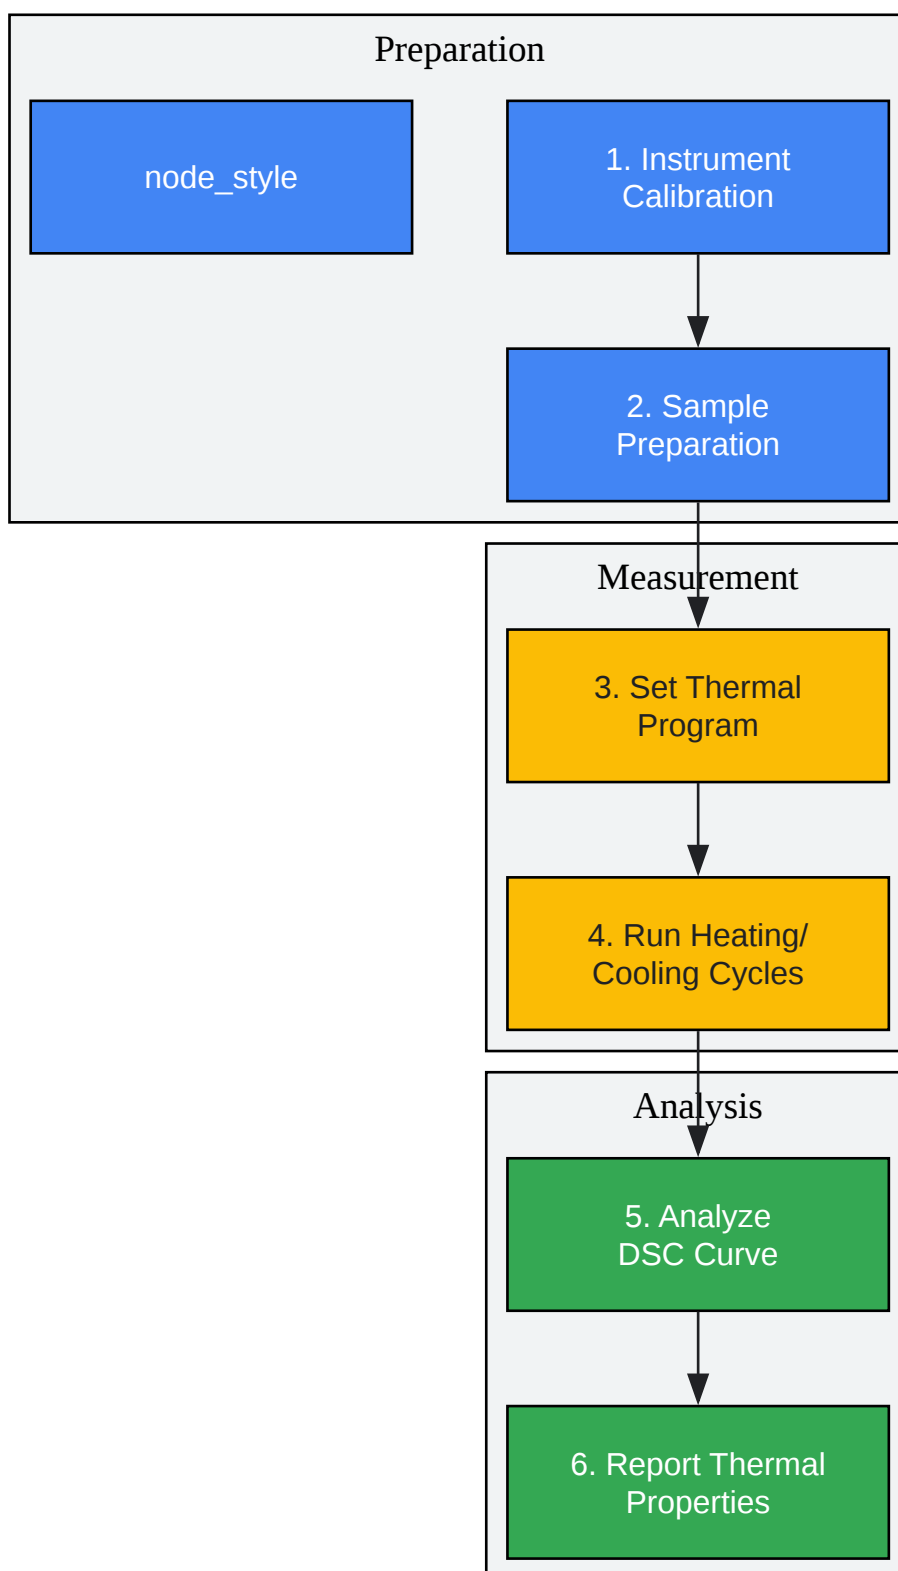 Preparation
node_style
1. Instrument
Calibration
2. Sample
Preparation
Measurement
3. Set Thermal
Program
4. Run Heating/
Cooling Cycles
Analysis
5. Analyze
DSC Curve
6. Report Thermal
Properties